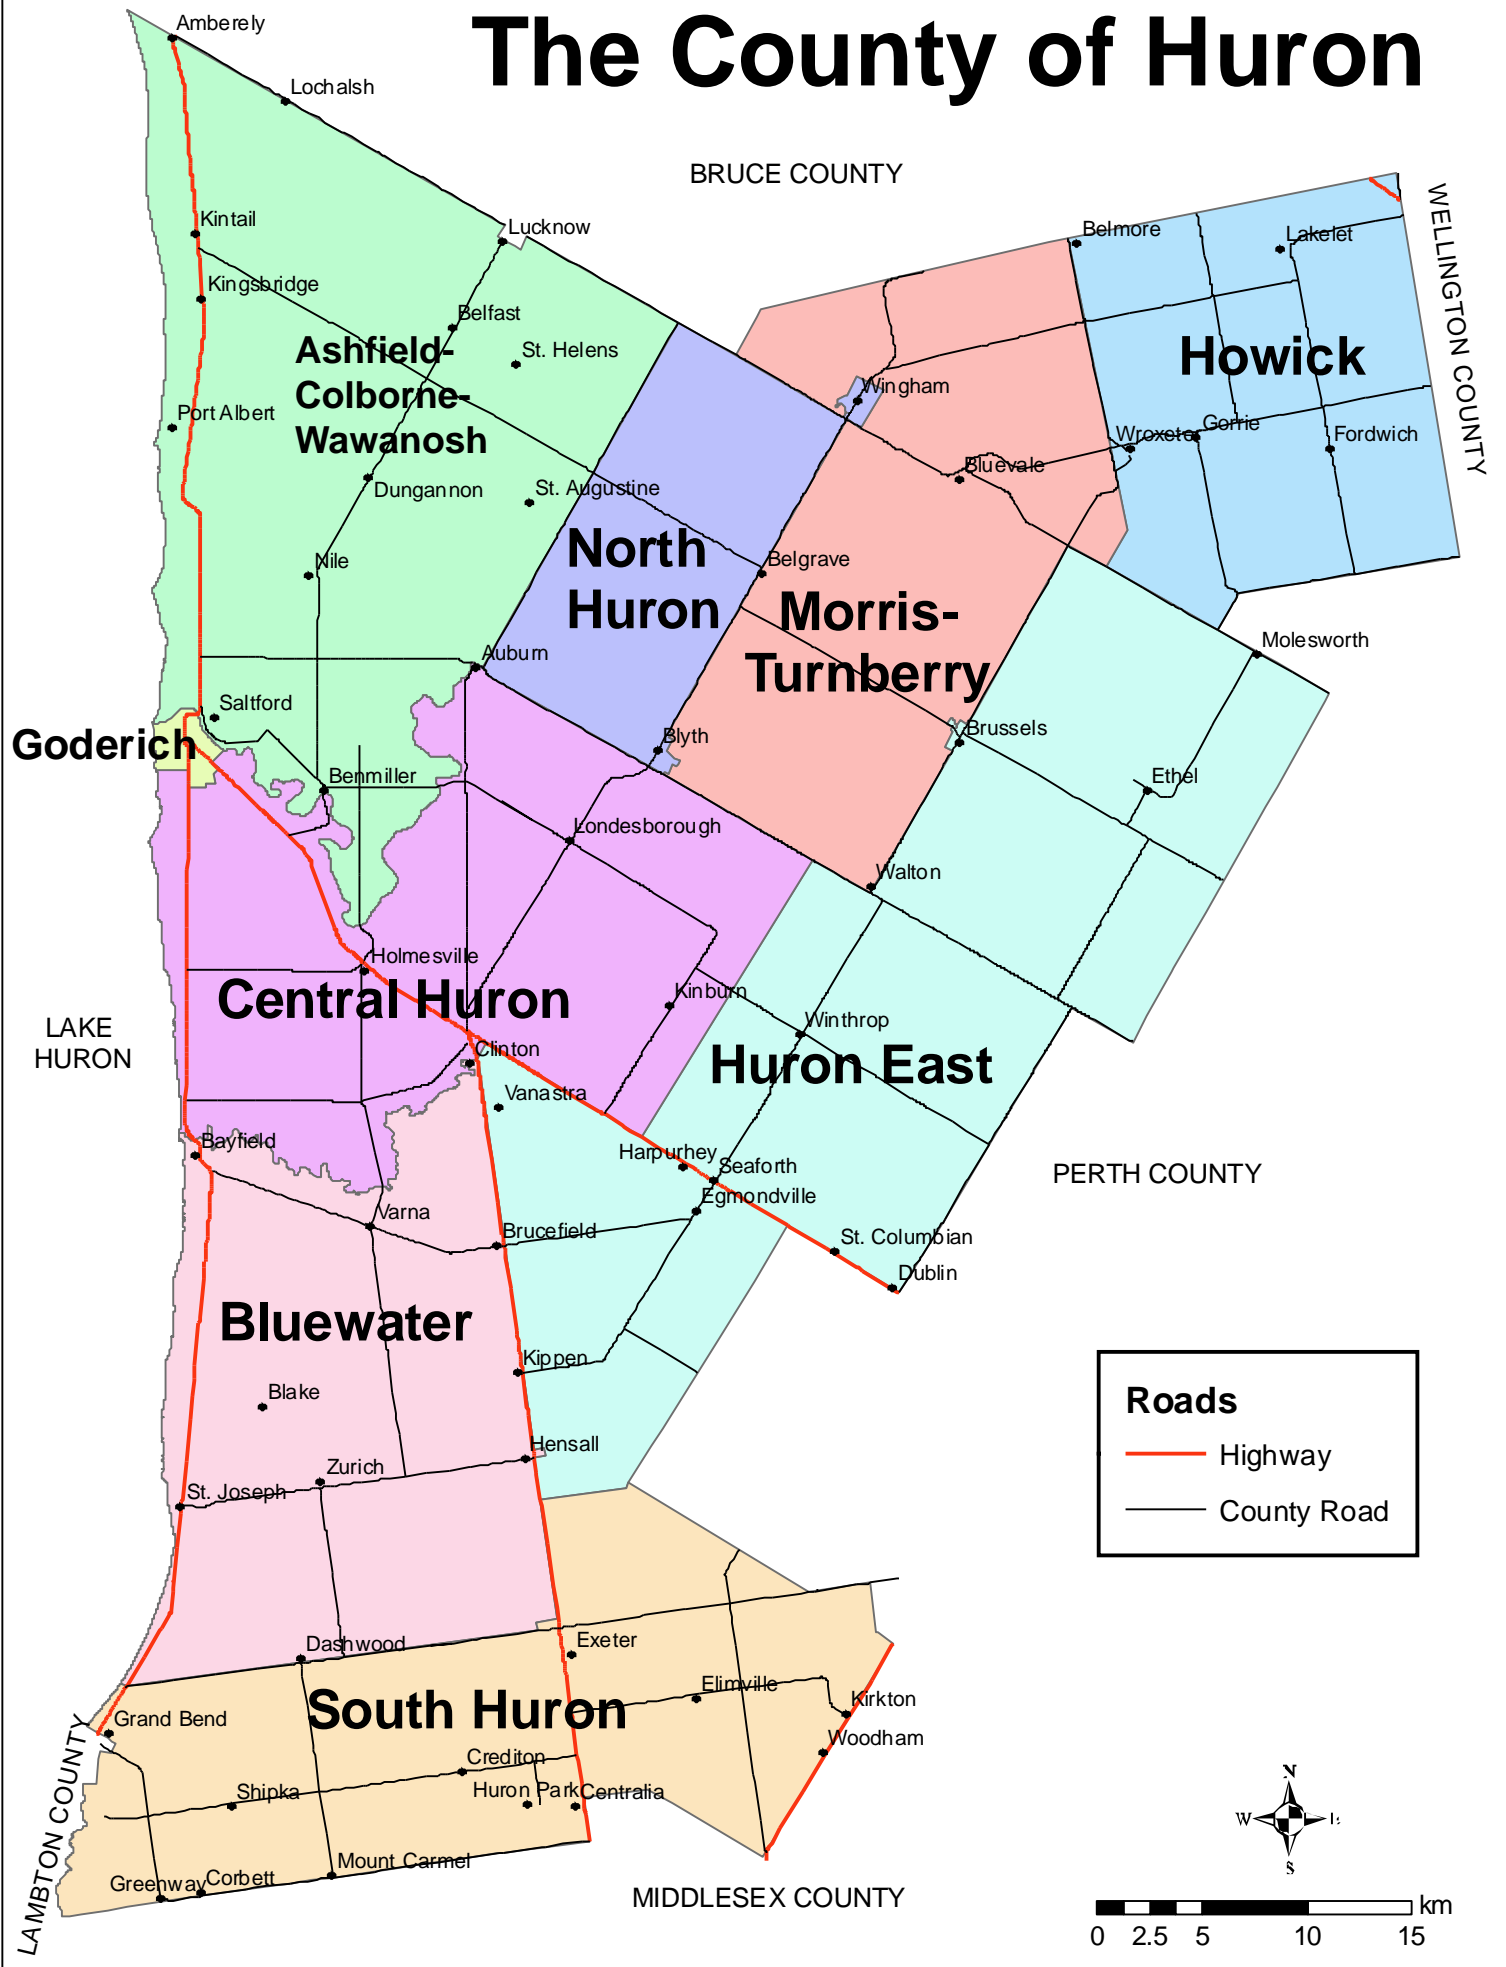 The County of Huron
Amberely
Lochalsh
BRUCE COUNTY
WELLINGTON COUNTY
Kintail
Lucknow
Belmore
Lakelet
Kingsbridge
Belfast
Ashfield-
Colborne-
Wawanosh
St. Helens
Howick
Wingham
Port Albert
Wroxeter
Gorrie
Fordwich
Bluevale
Dungannon
St. Augustine
North
Huron
Nile
Belgrave
Morris-
Turnberry
Auburn
Molesworth
Saltford
Goderich
Blyth
Brussels
Benmiller
Ethel
Londesborough
Walton
Holmesville
Central Huron
Kinburn
LAKE
HURON
Winthrop
Huron East
Clinton
Vanastra
Bayfield
Harpurhey
Seaforth
Egmondville
PERTH COUNTY
Varna
Brucefield
St. Columbian
Dublin
Bluewater
Kippen
Blake
Hensall
Zurich
St. Joseph
Roads
Highway
County Road
Dashwood
Exeter
South Huron
Elimville
Kirkton
Grand Bend
Woodham
LAMBTON COUNTY
Crediton
Shipka
Huron Park
Centralia
Mount Carmel
Greenway
Corbett
MIDDLESEX COUNTY
N
W
S
km
0 2.5 5 10 15